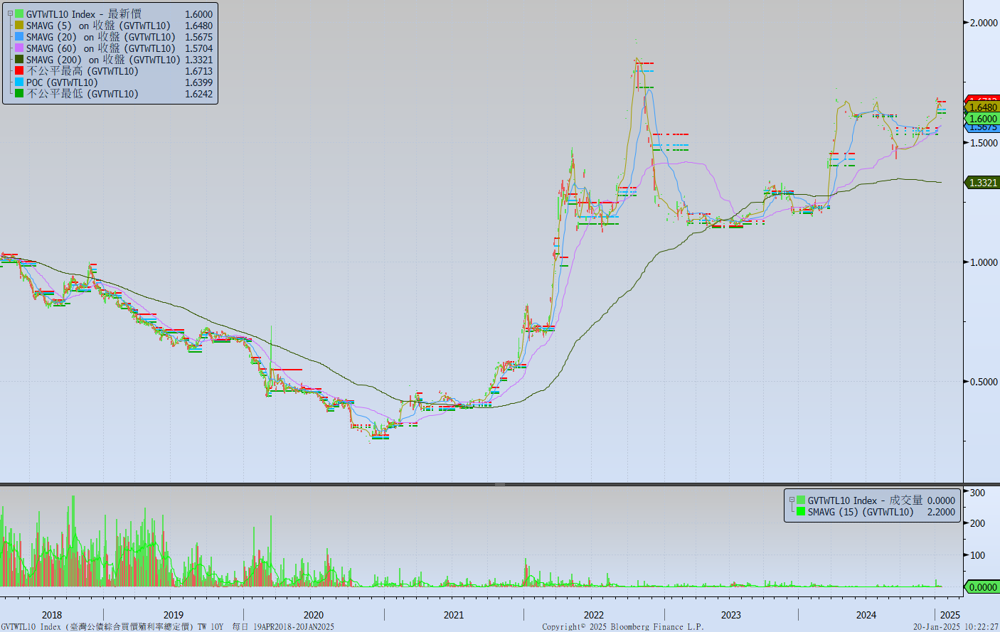 GVTWTL10 Index - 最新價 1.6000
SMAVG (5) on 收盤 (GVTWTL10) 1.6480
SMAVG (20) on 收盤 (GVTWTL10) 1.5675
SMAVG (60) on 收盤 (GVTWTL10) 1.5704
SMAVG (200) on 收盤 (GVTWTL10) 1.3321
不公平最高 (GVTWTL10) 1.6713
POC (GVTWTL10) 1.6399
不公平最低 (GVTWTL10) 1.6242
2.0000
1.6713
1.6480
1.6000
1.5675
1.5000
1.3321
1.0000
0.5000
GVTWTL10 Index - 成交量 0.0000
SMAVG (15) (GVTWTL10) 2.2000
300
200
100
0.0000
2018 2019 2020 2021 2022 2023 2024 2025
GVTWTL10 Index (臺灣公債綜合買價殖利率總定價) TW 10Y 每日 19APR2018-20JAN2025 Copyright© 2025 Bloomberg Finance L.P. 20-Jan-2025 10:22:27